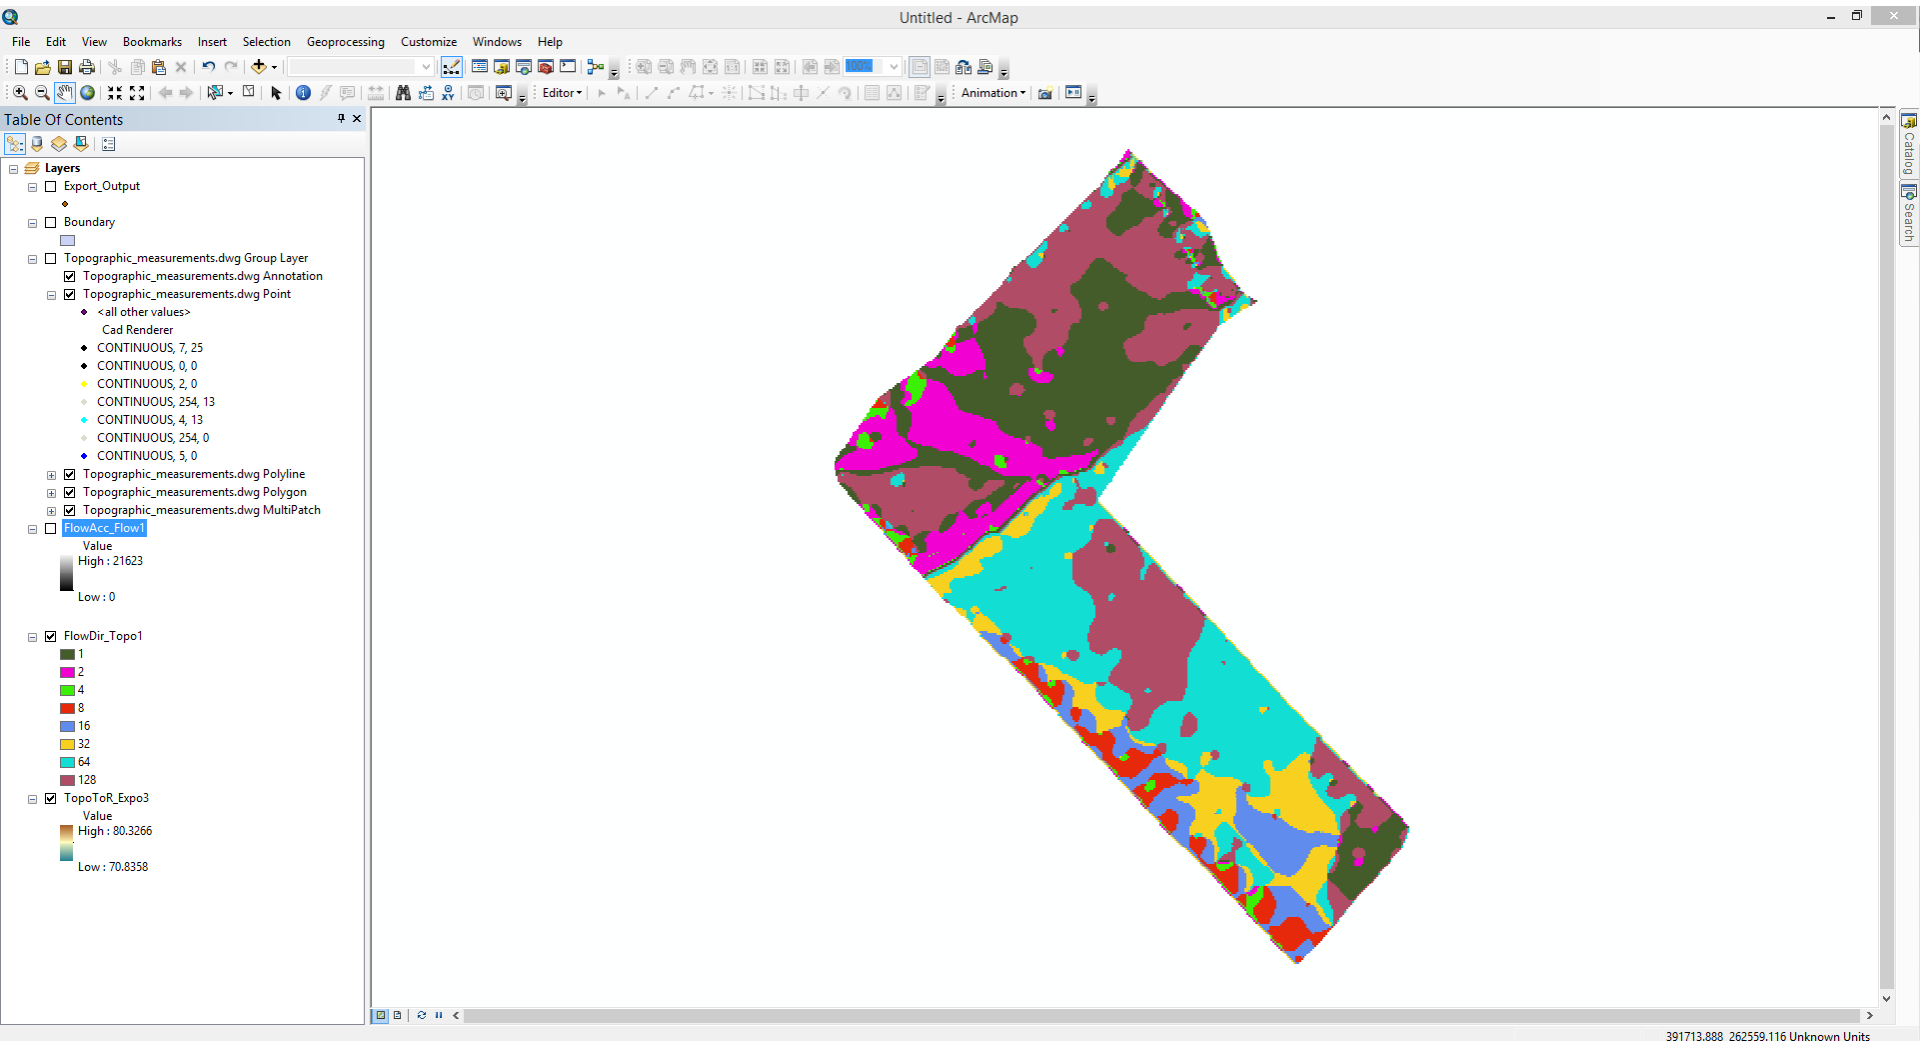 Untitled - ArcMap
File Edit View Bookmarks Insert Selection Geoprocessing Customize Windows Help
100%
Editor Animation
Table Of Contents
Layers
Export_Output
Boundary
Topographic_measurements.dwg Group Layer
Topographic_measurements.dwg Annotation
Topographic_measurements.dwg Point
<all other values>
Cad Renderer
CONTINUOUS, 7, 25
CONTINUOUS, 0, 0
CONTINUOUS, 2, 0
CONTINUOUS, 254, 13
CONTINUOUS, 4, 13
CONTINUOUS, 254, 0
CONTINUOUS, 5, 0
Topographic_measurements.dwg Polyline
Topographic_measurements.dwg Polygon
Topographic_measurements.dwg MultiPatch
FlowAcc_Flow1
Value
High : 21623
Low : 0
FlowDir_Topo1
1
2
4
8
16
32
64
128
TopoToR_Expo3
Value
High : 80.3266
Low : 70.8358
Catalog
Search
391713.888 262559.116 Unknown Units